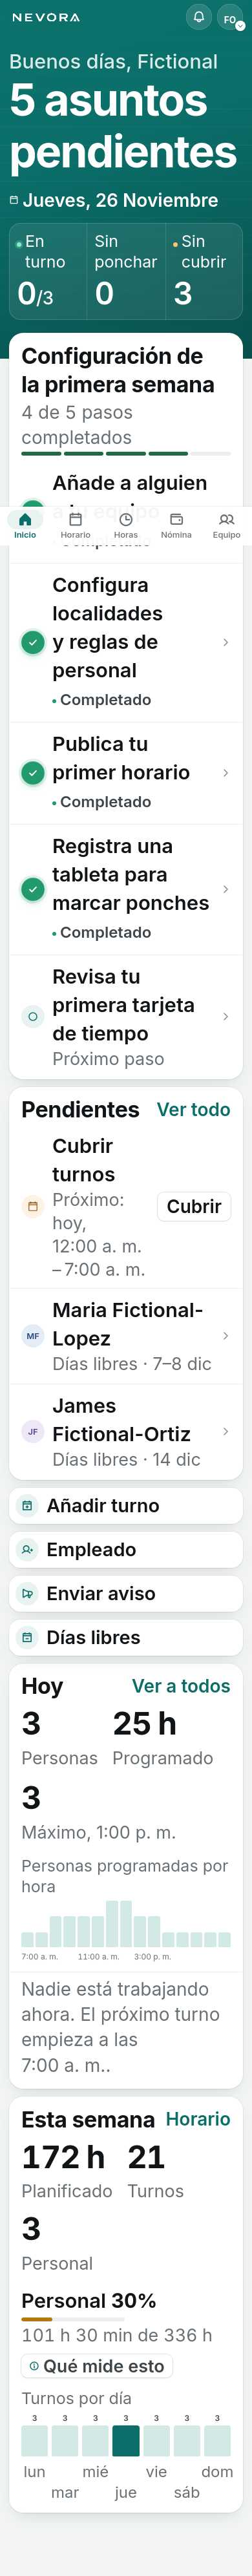 NEVORA
FO
Buenos días, Fictional
5 asuntos
pendientes
Jueves, 26 Noviembre
En
turno
0/3
Sin
ponchar
0
Sin
cubrir
3
Configuración de
la primera semana
4 de 5 pasos
completados
Añade a alguien
a tu equipo
Completado
Inicio
Horario
Horas
Nómina
Equipo
Configura
localidades
y reglas de
personal
Completado
Publica tu
primer horario
Completado
Registra una
tableta para
marcar ponches
Completado
Revisa tu
primera tarjeta
de tiempo
Próximo paso
Pendientes
Ver todo
Cubrir
turnos
Próximo:
hoy,
12:00 a. m.
– 7:00 a. m.
Cubrir
MF
Maria Fictional-
Lopez
Días libres · 7–8 dic
JF
James
Fictional-Ortiz
Días libres · 14 dic
Añadir turno
Empleado
Enviar aviso
Días libres
Hoy
Ver a todos
3
Personas
25 h
Programado
3
Máximo, 1:00 p. m.
Personas programadas por
hora
7:00 a. m. 11:00 a. m. 3:00 p. m.
Nadie está trabajando
ahora. El próximo turno
empieza a las
7:00 a. m..
Esta semana
Horario
172 h
Planificado
21
Turnos
3
Personal
Personal 30%
101 h 30 min de 336 h
Qué mide esto
Turnos por día
3 3 3 3 3 3 3
lun mar mié jue vie sáb dom